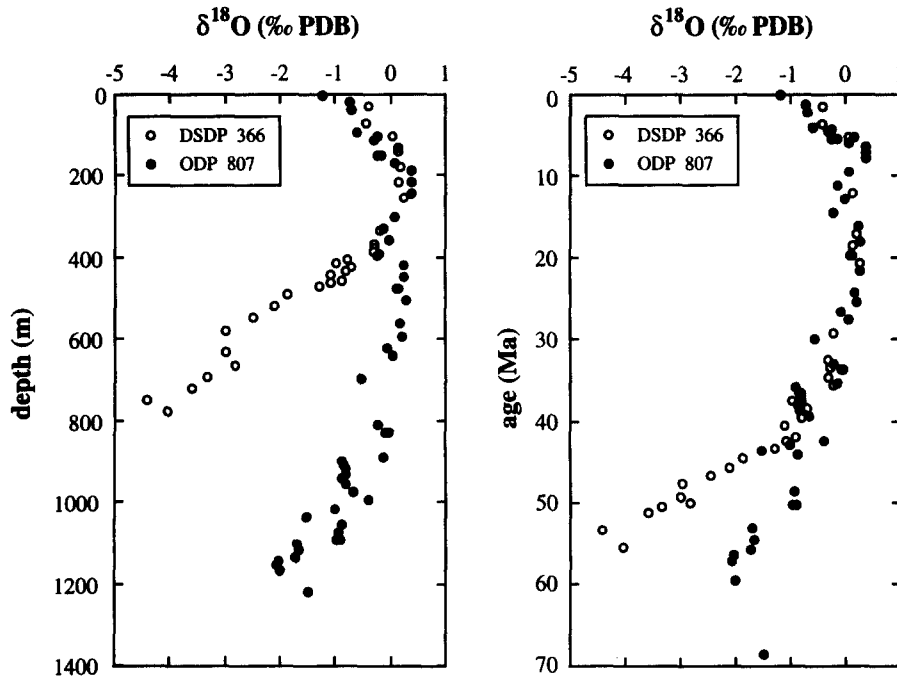 δ18O (‰ PDB)
-5 -4 -3 -2 -1 0 1
0
200
400
600
800
1000
1200
1400
depth (m)
DSDP 366
ODP 807
δ18O (‰ PDB)
-5 -4 -3 -2 -1 0
0
10
20
30
40
50
60
70
age (Ma)
DSDP 366
ODP 807